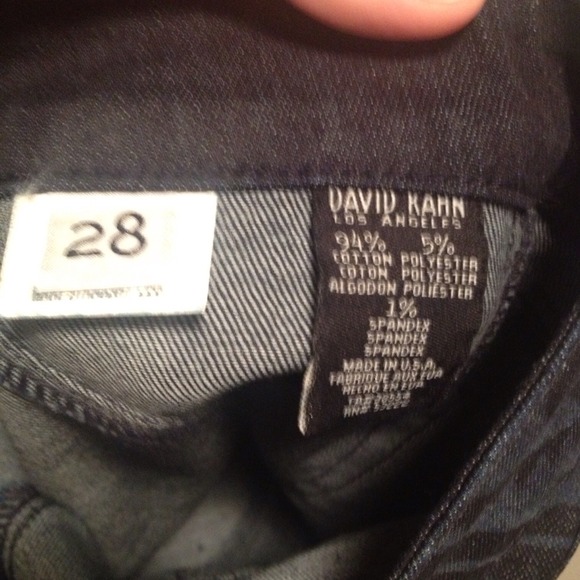 28
DAVID KAHN
LOS ANGELES
94% 5%
COTTON POLYESTER
COTON POLYESTER
ALGODON POLIÉSTER
1%
SPANDEX
SPANDEX
SPANDEX
MADE IN U.S.A.
FABRIQUE AUX EUA
HECHO EN EUA